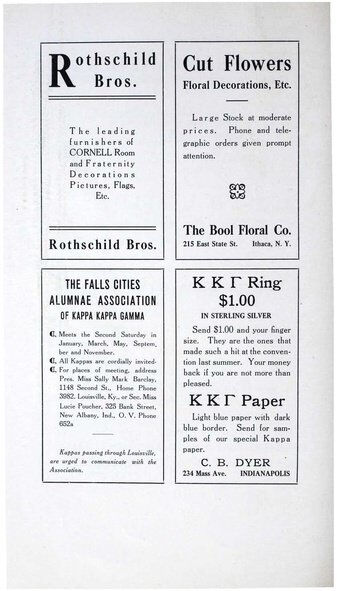 Rothschild
Bros.
The leading
furnishers of
CORNELL Room
and Fraternity
Decorations
Pictures, Flags,
Etc.
Rothschild Bros.
Cut Flowers
Floral Decorations, Etc.
Large Stock at moderate
prices. Phone and tele-
graphic orders given prompt
attention.
The Bool Floral Co.
215 East State St. Ithaca, N. Y.
THE FALLS CITIES
ALUMNAE ASSOCIATION
OF KAPPA KAPPA GAMMA
¶ Meets the Second Saturday in
January, March, May, Septem
ber and November.
¶ All Kappas are cordially invited-
¶ For places of meeting, address
Pres. Miss Sally Mark Barclay,
1148 Second St., Home Phone
3982. Louisville, Ky., or Sec. Miss
Lucie Poucher, 325 Bank Street,
New Albany, Ind., O. V. Phone
652a
Kappas passing through Louisville,
are urged to communicate with the
Association.
Κ Κ Γ Ring
$1.00
IN STERLING SILVER
Send $1.00 and your finger
size. They are the ones that
made such a hit at the conven-
tion last summer. Your money
back if you are not more than
pleased.
Κ Κ Γ Paper
Light blue paper with dark
blue border. Send for sam-
ples of our special Kappa
paper.
C. B. DYER
234 Mass Ave. INDIANAPOLIS